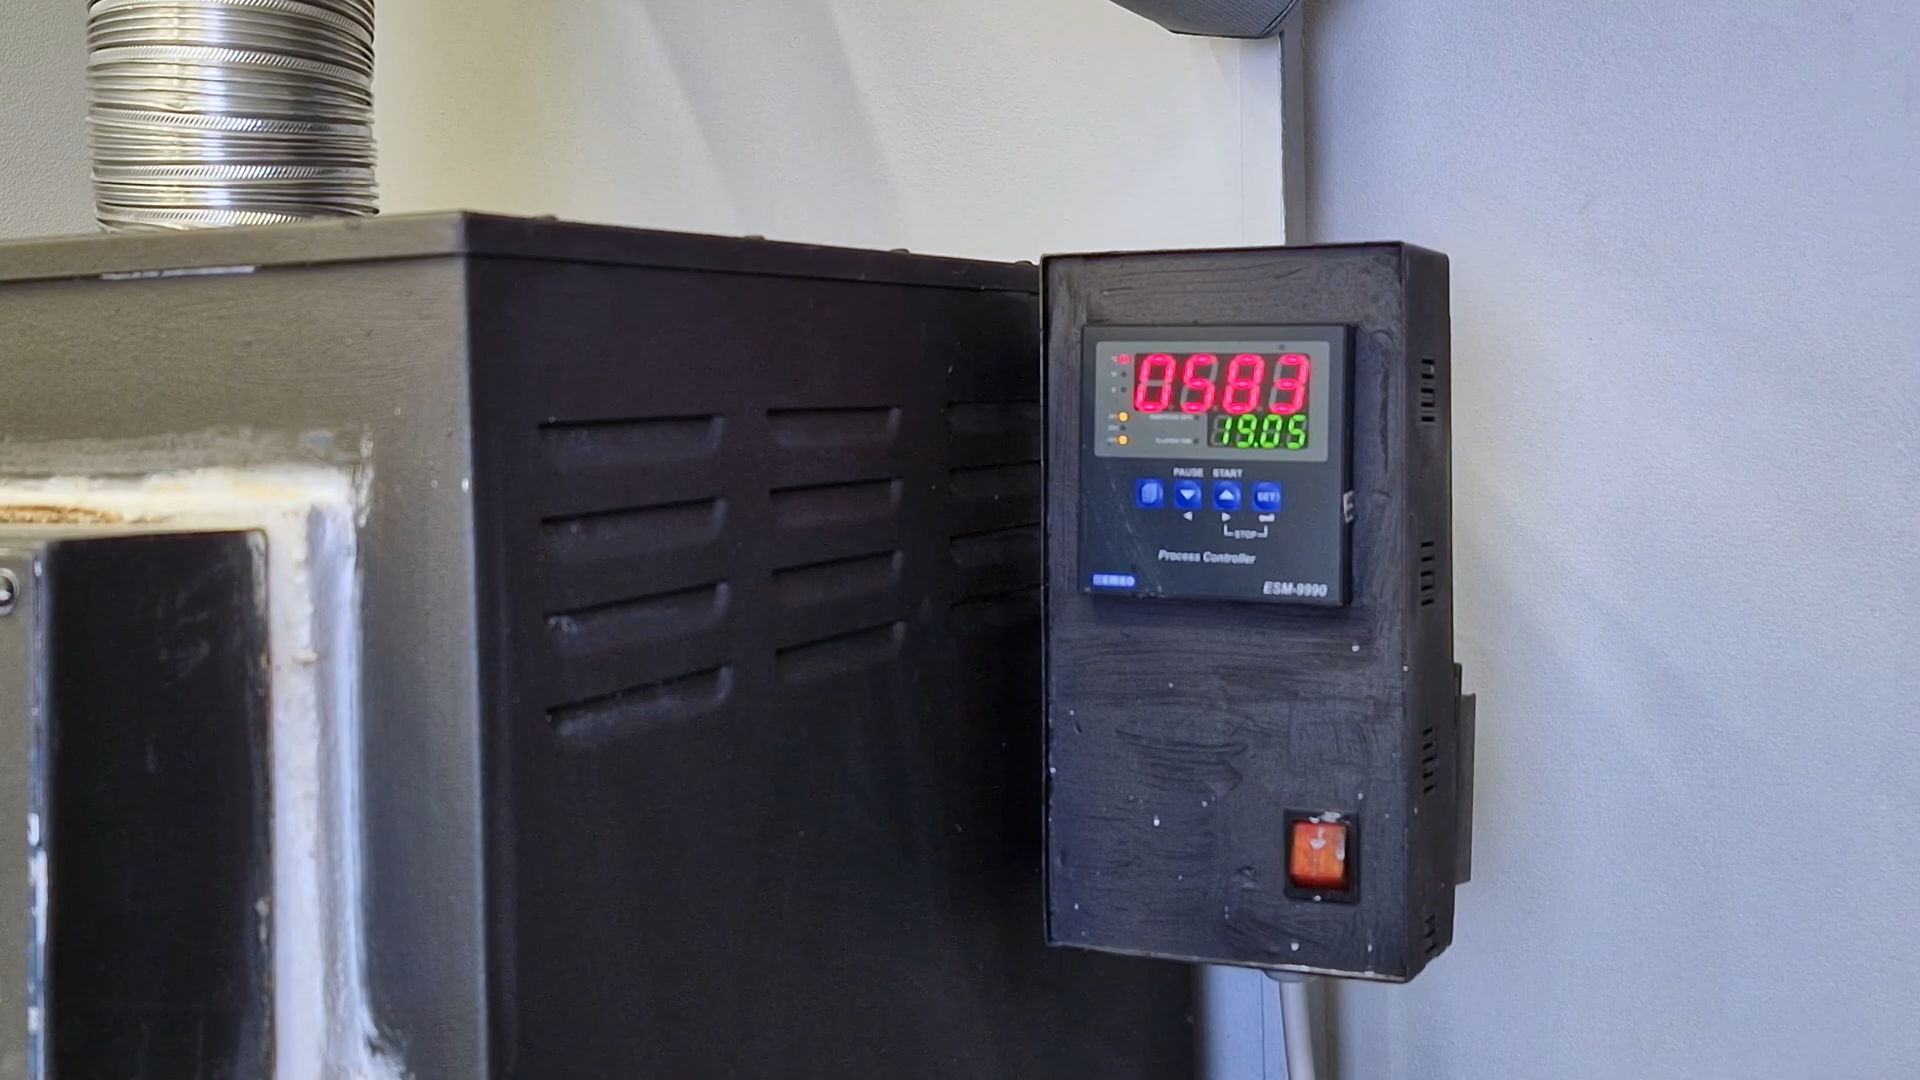 0583
19.05
PAUSE START
SET
STOP
Process Controller
EMKO
ESM-9990